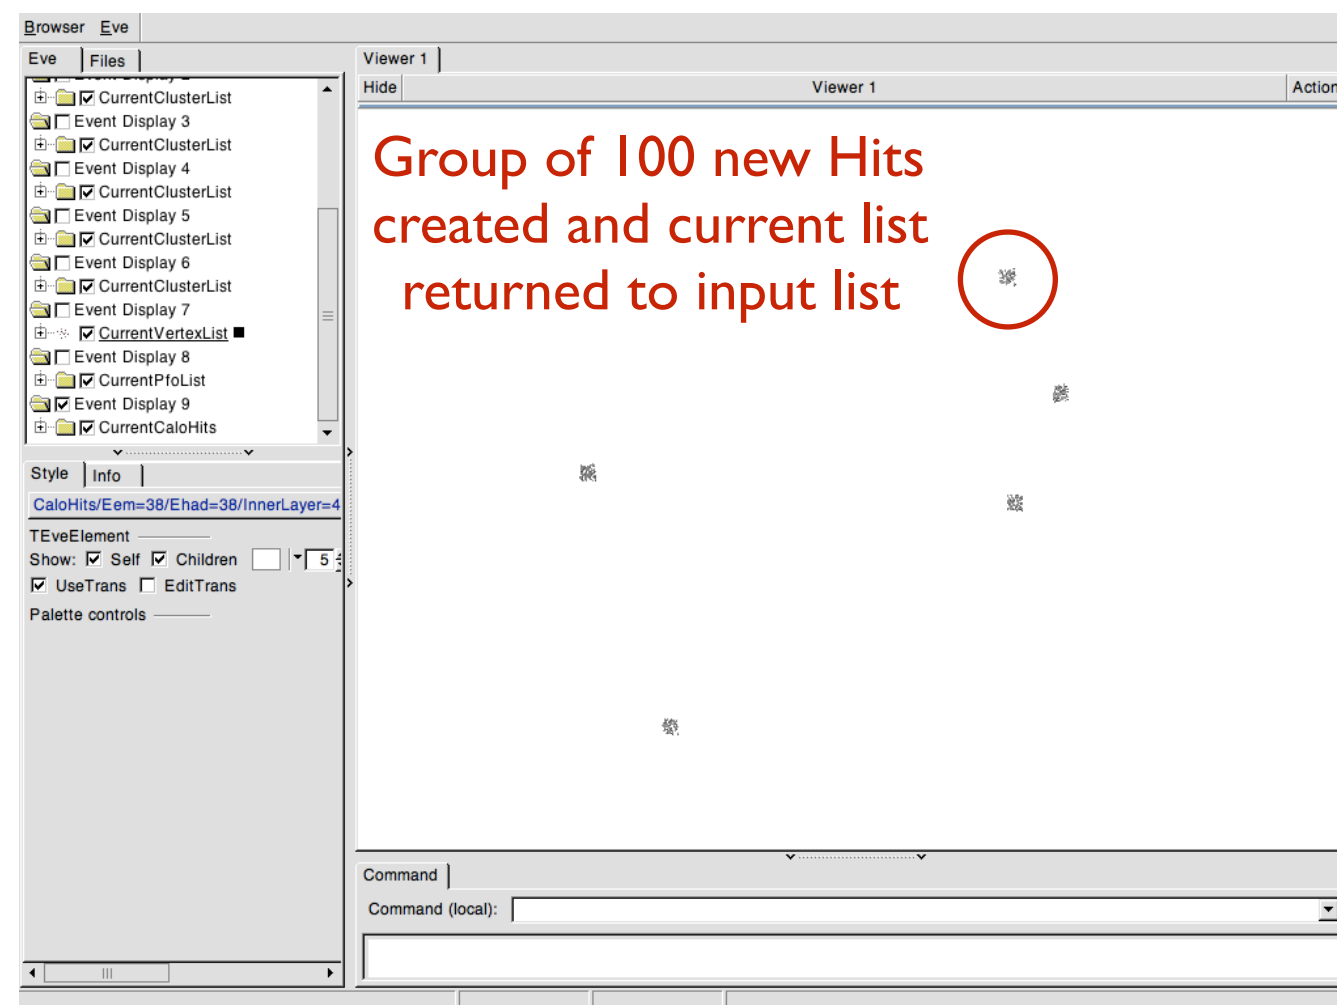 Browser Eve
Eve Files
Viewer 1
Hide Viewer 1 Action
CurrentClusterList
Event Display 3
CurrentClusterList
Event Display 4
CurrentClusterList
Event Display 5
CurrentClusterList
Event Display 6
CurrentClusterList
Event Display 7
CurrentVertexList
Event Display 8
CurrentPfoList
Event Display 9
CurrentCaloHits
Group of 100 new Hits
created and current list
returned to input list
Style Info
CaloHits/Eem=38/Ehad=38/InnerLayer=4
TEveElement
Show: Self Children 5
UseTrans EditTrans
Palette controls
Command
Command (local):